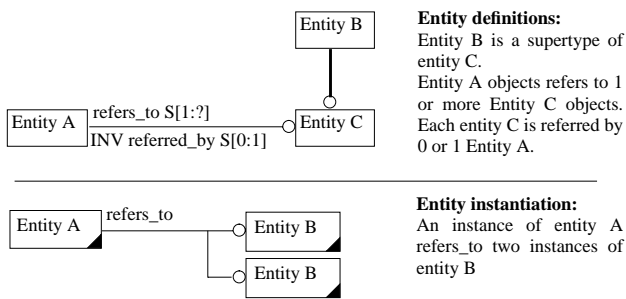 Entity B
Entity A
refers_to S[1:?]
INV referred_by S[0:1]
Entity C
Entity definitions:
Entity B is a supertype of
entity C.
Entity A objects refers to 1
or more Entity C objects.
Each entity C is referred by
0 or 1 Entity A.
Entity A
refers_to
Entity B
Entity B
Entity instantiation:
An instance of entity A
refers_to two instances of
entity B